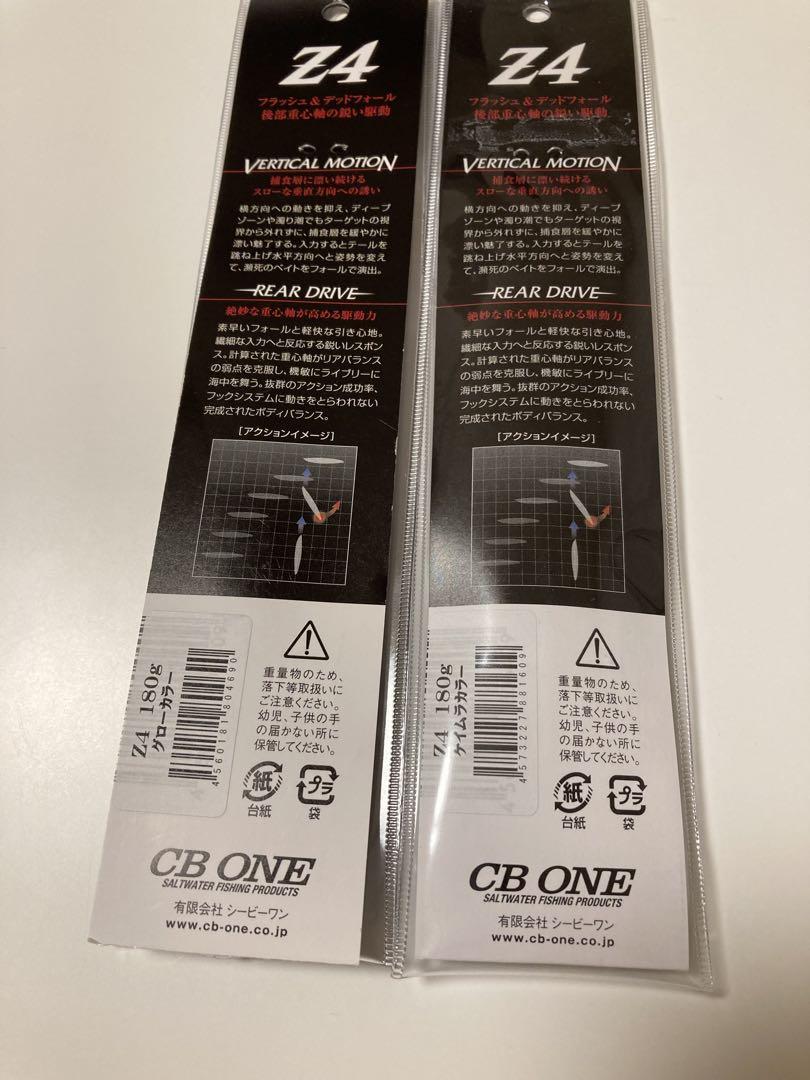 Z4
フラッシュ&デッドフォール
後部重心軸の鋭い駆動
VERTICAL MOTION
捕食層に漂い続ける
スローな垂直方向への誘い
横方向への動きを抑え、ディープ
ゾーンや濁り潮でもターゲットの視
界から外れずに、捕食層を緩やかに
漂い魅了する。入力するとテールを
跳ね上げ水平方向へと姿勢を変え
て、瀕死のベイトをフォールで演出。
REAR DRIVE
絶妙な重心軸が高める駆動力
素早いフォールと軽快な引き心地。
繊細な入力へと反応する鋭いレスポン
ス。計算された重心軸がリアバランス
の弱点を克服し、機敏にライブリーに
海中を舞う。抜群のアクション成功率、
フックシステムに動きをとらわれない
完成されたボディバランス。
[アクションイメージ]
Z4 180g
グローカラー
4 560181 804690
重量物のため、
落下等取扱いに
ご注意ください。
幼児、子供の手
の届かない所に
保管してください。
紙
台紙
プラ
袋
CB ONE
SALTWATER FISHING PRODUCTS
有限会社 シービーワン
www.cb-one.co.jp
Z4
フラッシュ&デッドフォール
後部重心軸の鋭い駆動
VERTICAL MOTION
捕食層に漂い続ける
スローな垂直方向への誘い
横方向への動きを抑え、ディープ
ゾーンや濁り潮でもターゲットの視
界から外れずに、捕食層を緩やかに
漂い魅了する。入力するとテールを
跳ね上げ水平方向へと姿勢を変え
て、瀕死のベイトをフォールで演出。
REAR DRIVE
絶妙な重心軸が高める駆動力
素早いフォールと軽快な引き心地。
繊細な入力へと反応する鋭いレスポン
ス。計算された重心軸がリアバランス
の弱点を克服し、機敏にライブリーに
海中を舞う。抜群のアクション成功率、
フックシステムに動きをとらわれない
完成されたボディバランス。
[アクションイメージ]
Z4 180g
ケイムラカラー
4 573227 881609
重量物のため、
落下等取扱いに
ご注意ください。
幼児、子供の手
の届かない所に
保管してください。
紙
台紙
プラ
袋
CB ONE
SALTWATER FISHING PRODUCTS
有限会社 シービーワン
www.cb-one.co.jp